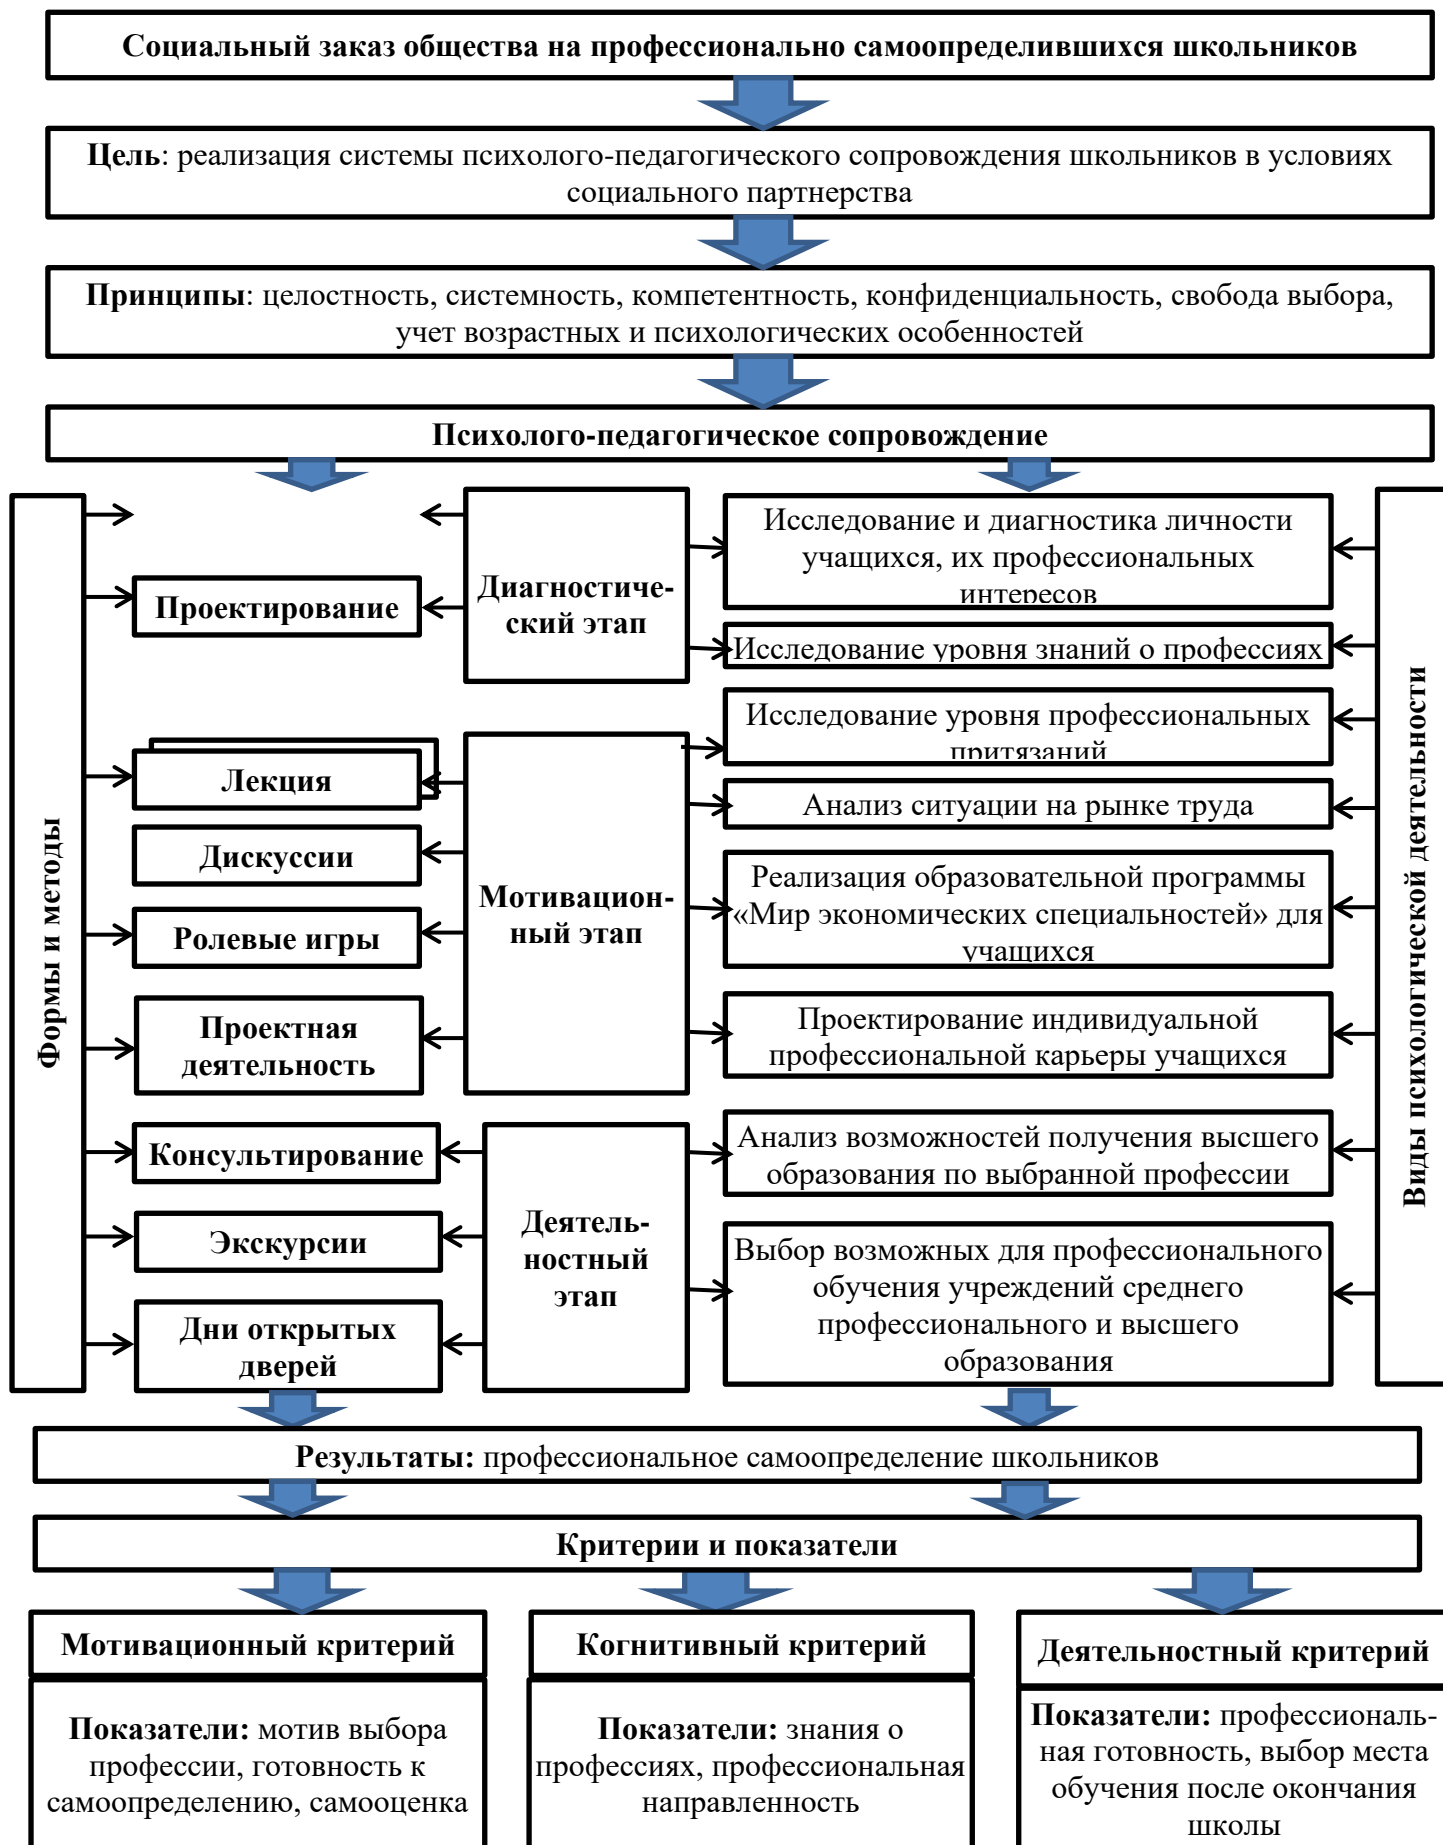 Социальный заказ общества на профессионально самоопределившихся школьников
Цель: реализация системы психолого-педагогического сопровождения школьников в условиях
социального партнерства
Принципы: целостность, системность, компетентность, конфиденциальность, свобода выбора,
учет возрастных и психологических особенностей
Психолого-педагогическое сопровождение
Формы и методы
Проектирование
Лекция
Дискуссии
Ролевые игры
Проектная
деятельность
Консультирование
Экскурсии
Дни открытых
дверей
Диагностиче-
ский этап
Мотивацион-
ный этап
Деятель-
ностный
этап
Исследование и диагностика личности
учащихся, их профессиональных
интересов
Исследование уровня знаний о профессиях
Исследование уровня профессиональных
притязаний
Анализ ситуации на рынке труда
Реализация образовательной программы
«Мир экономических специальностей» для
учащихся
Проектирование индивидуальной
профессиональной карьеры учащихся
Анализ возможностей получения высшего
образования по выбранной профессии
Выбор возможных для профессионального
обучения учреждений среднего
профессионального и высшего
образования
Виды психологической деятельности
Результаты: профессиональное самоопределение школьников
Критерии и показатели
Мотивационный критерий
Показатели: мотив выбора
профессии, готовность к
самоопределению, самооценка
Когнитивный критерий
Показатели: знания о
профессиях, профессиональная
направленность
Деятельностный критерий
Показатели: профессиональ-
ная готовность, выбор места
обучения после окончания
школы